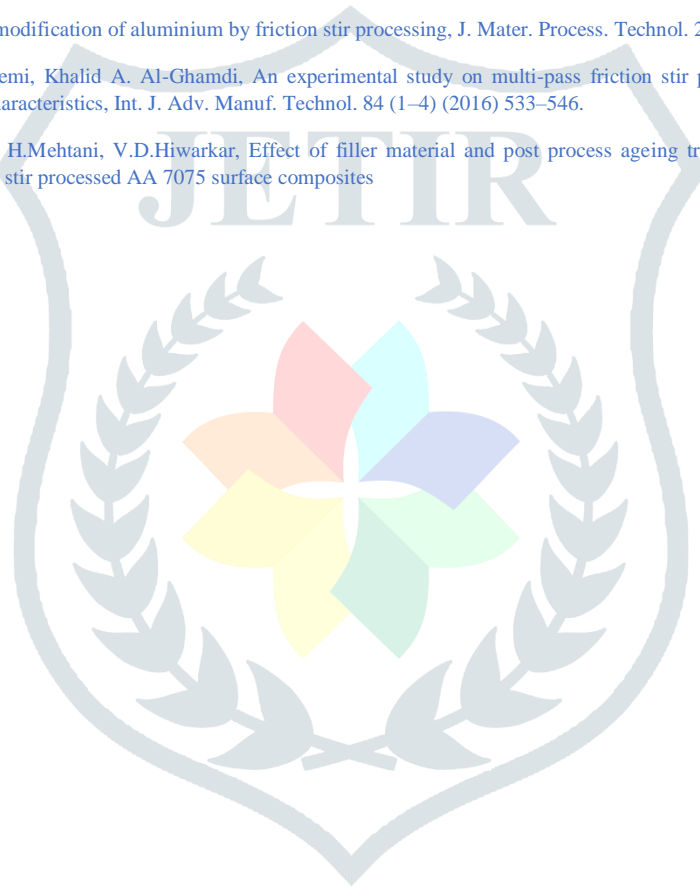 modification of aluminium by friction stir processing, J. Mater. Process. Technol. 2
emi, Khalid A. Al-Ghamdi, An experimental study on multi-pass friction stir p
haracteristics, Int. J. Adv. Manuf. Technol. 84 (1–4) (2016) 533–546.
H.Mehtani, V.D.Hiwarkar, Effect of filler material and post process ageing tr
stir processed AA 7075 surface composites
JETIR